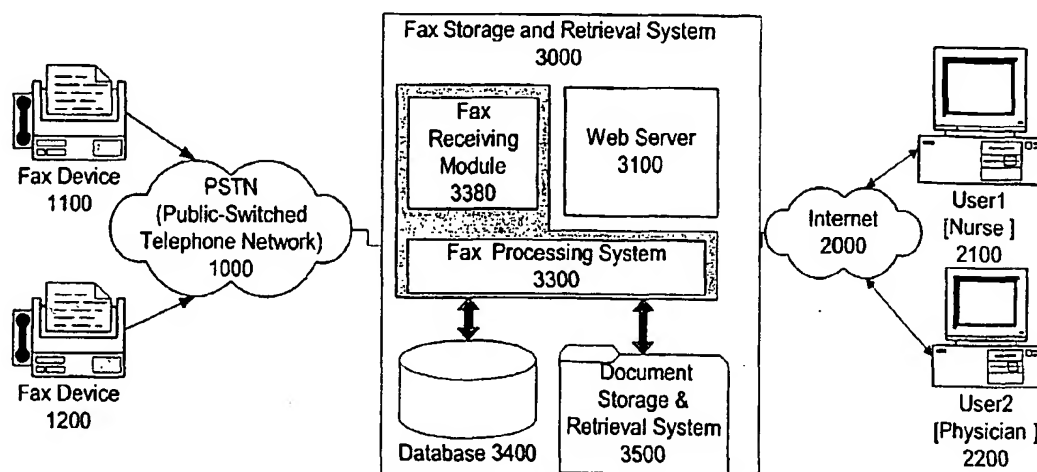 Fax Storage and Retrieval System
3000
Fax Device
1100
Fax Device
1200
PSTN
(Public-Switched
Telephone Network)
1000
Fax
Receiving
Module
3380
Web Server
3100
Fax Processing System
3300
Database 3400
Document
Storage &
Retrieval System
3500
Internet
2000
User1
[Nurse ]
2100
User2
[Physician ]
2200